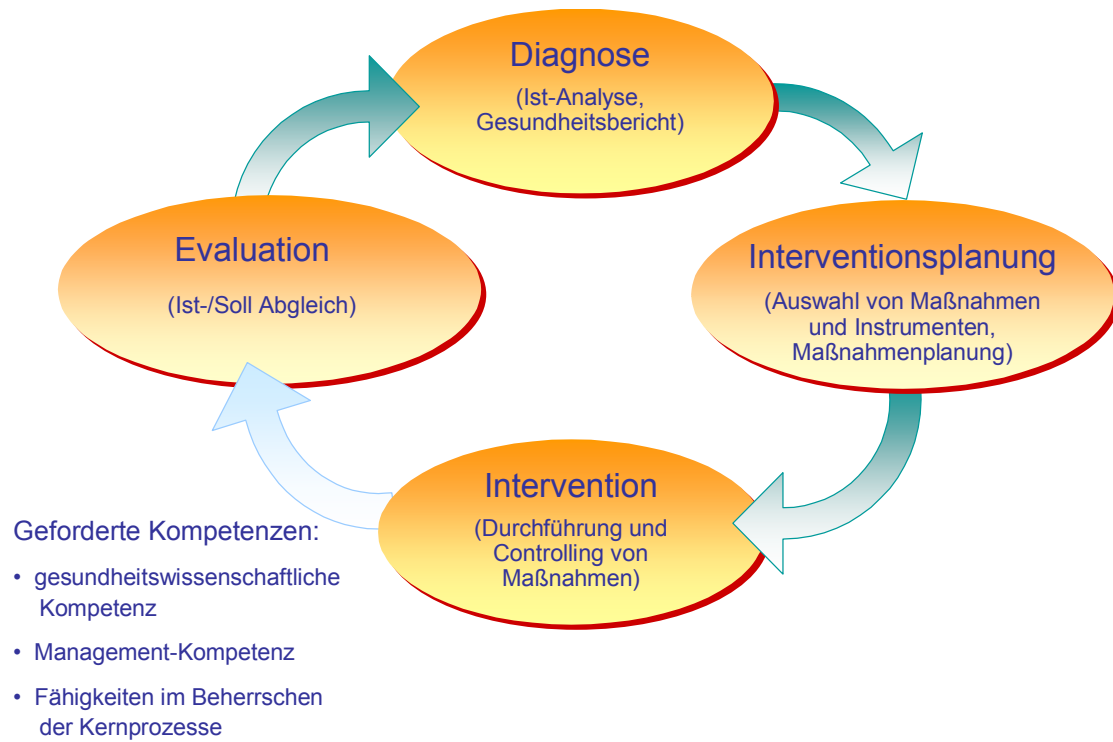 Diagnose
(Ist-Analyse,
Gesundheitsbericht)
Evaluation
(Ist-/Soll Abgleich)
Interventionsplanung
(Auswahl von Maßnahmen
und Instrumenten,
Maßnahmenplanung)
Intervention
(Durchführung und
Controlling von
Maßnahmen)
Geforderte Kompetenzen:
• gesundheitswissenschaftliche
Kompetenz
• Management-Kompetenz
• Fähigkeiten im Beherrschen
der Kernprozesse